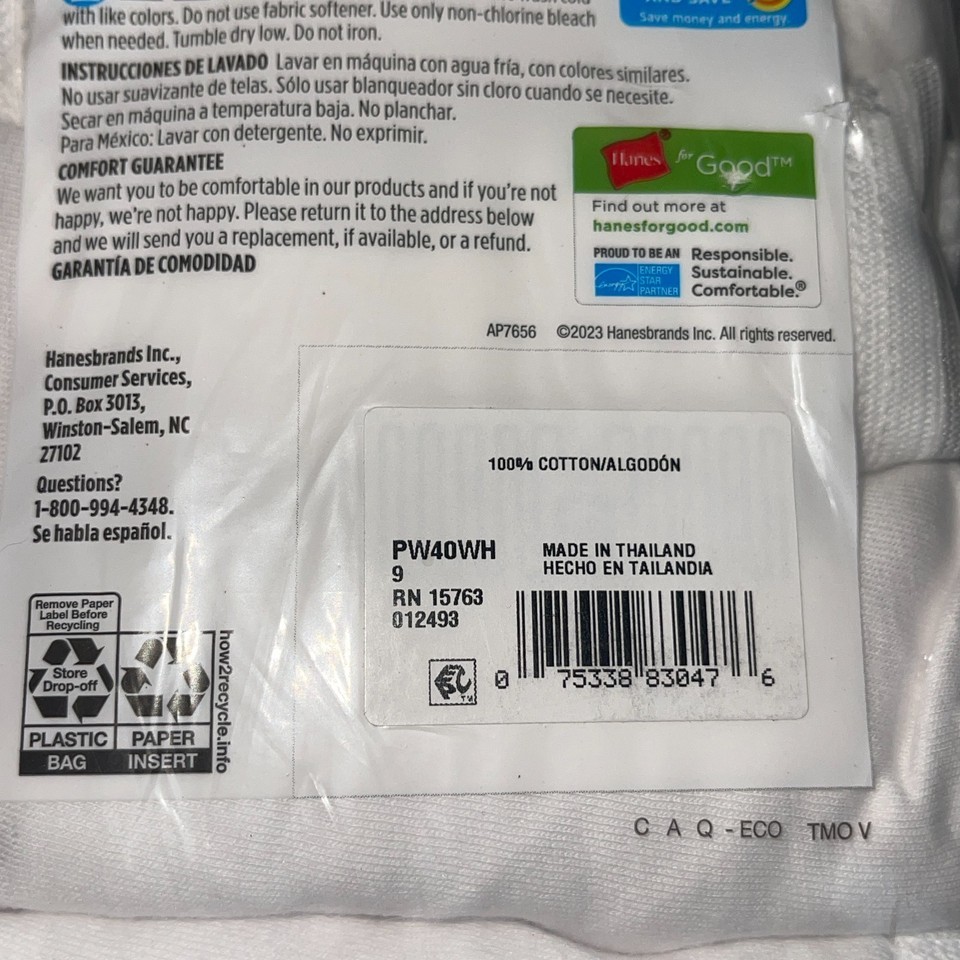 with like colors. Do not use fabric softener. Use only non-chlorine bleach
when needed. Tumble dry low. Do not iron.
Save money and energy.
INSTRUCCIONES DE LAVADO Lavar en máquina con agua fría, con colores similares.
No usar suavizante de telas. Sólo usar blanqueador sin cloro cuando se necesite.
Secar en máquina a temperatura baja. No planchar.
Para México: Lavar con detergente. No exprimir.
COMFORT GUARANTEE
We want you to be comfortable in our products and if you're not
happy, we're not happy. Please return it to the address below
and we will send you a replacement, if available, or a refund.
GARANTÍA DE COMODIDAD
Hanes® for Good™
Find out more at
hanesforgood.com
PROUD TO BE AN
ENERGY
STAR
PARTNER
Responsible.
Sustainable.
Comfortable.®
AP7656 ©2023 Hanesbrands Inc. All rights reserved.
Hanesbrands Inc.,
Consumer Services,
P.O. Box 3013,
Winston-Salem, NC
27102
Questions?
1-800-994-4348.
Se habla español.
Remove Paper
Label Before
Recycling
Store
Drop-off
PLASTIC
BAG
PAPER
INSERT
how2recycle.info
100% COTTON/ALGODÓN
PW40WH
9
RN 15763
012493
MADE IN THAILAND
HECHO EN TAILANDIA
0 75338 83047 6
C A Q - ECO TMO V